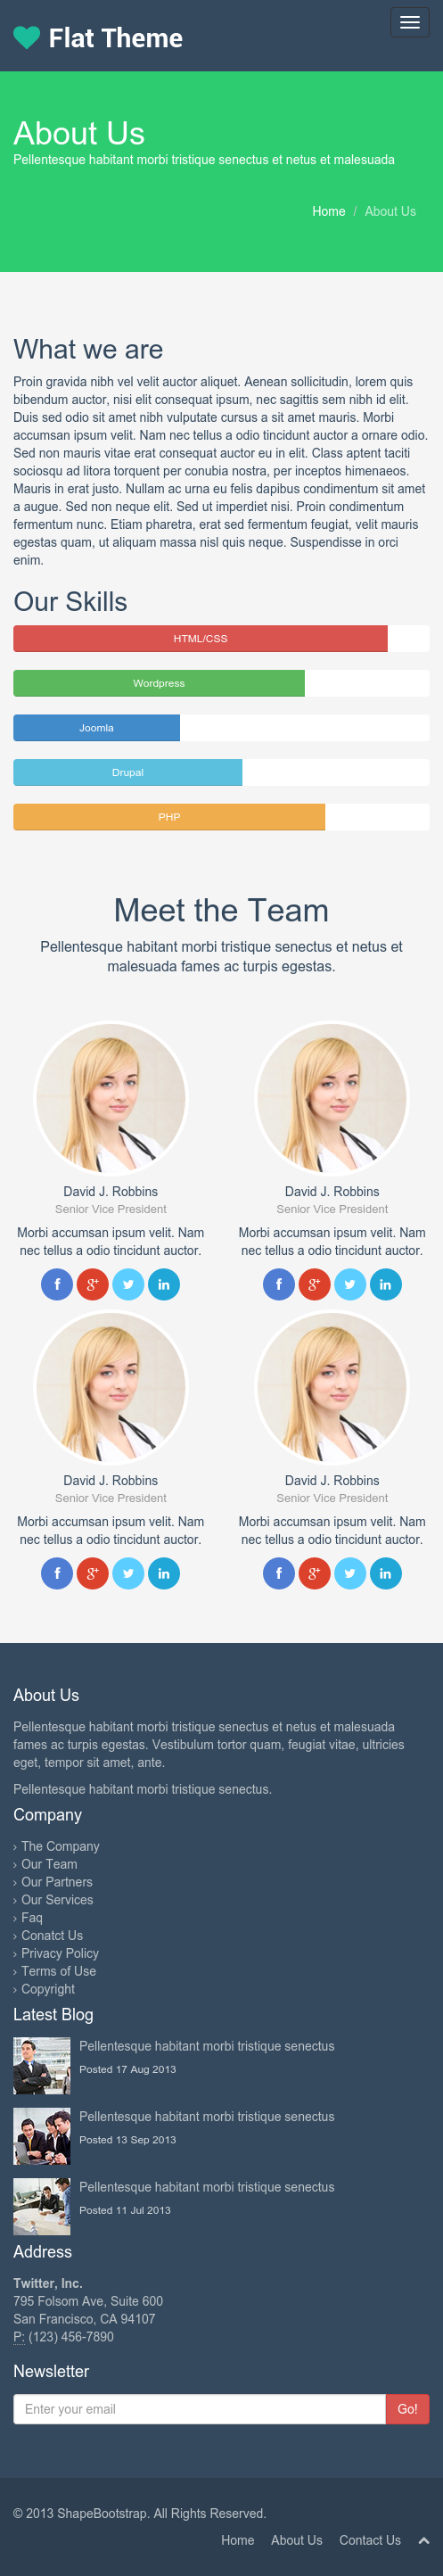 Flat Theme
About Us
Pellentesque habitant morbi tristique senectus et netus et malesuada
Home / About Us
What we are
Proin gravida nibh vel velit auctor aliquet. Aenean sollicitudin, lorem quis
bibendum auctor, nisi elit consequat ipsum, nec sagittis sem nibh id elit.
Duis sed odio sit amet nibh vulputate cursus a sit amet mauris. Morbi
accumsan ipsum velit. Nam nec tellus a odio tincidunt auctor a ornare odio.
Sed non mauris vitae erat consequat auctor eu in elit. Class aptent taciti
sociosqu ad litora torquent per conubia nostra, per inceptos himenaeos.
Mauris in erat justo. Nullam ac urna eu felis dapibus condimentum sit amet
a augue. Sed non neque elit. Sed ut imperdiet nisi. Proin condimentum
fermentum nunc. Etiam pharetra, erat sed fermentum feugiat, velit mauris
egestas quam, ut aliquam massa nisl quis neque. Suspendisse in orci
enim.
Our Skills
HTML/CSS
Wordpress
Joomla
Drupal
PHP
Meet the Team
Pellentesque habitant morbi tristique senectus et netus et
malesuada fames ac turpis egestas.
David J. Robbins
Senior Vice President
Morbi accumsan ipsum velit. Nam
nec tellus a odio tincidunt auctor.
David J. Robbins
Senior Vice President
Morbi accumsan ipsum velit. Nam
nec tellus a odio tincidunt auctor.
David J. Robbins
Senior Vice President
Morbi accumsan ipsum velit. Nam
nec tellus a odio tincidunt auctor.
David J. Robbins
Senior Vice President
Morbi accumsan ipsum velit. Nam
nec tellus a odio tincidunt auctor.
About Us
Pellentesque habitant morbi tristique senectus et netus et malesuada
fames ac turpis egestas. Vestibulum tortor quam, feugiat vitae, ultricies
eget, tempor sit amet, ante.
Pellentesque habitant morbi tristique senectus.
Company
› The Company
› Our Team
› Our Partners
› Our Services
› Faq
› Conatct Us
› Privacy Policy
› Terms of Use
› Copyright
Latest Blog
Pellentesque habitant morbi tristique senectus
Posted 17 Aug 2013
Pellentesque habitant morbi tristique senectus
Posted 13 Sep 2013
Pellentesque habitant morbi tristique senectus
Posted 11 Jul 2013
Address
Twitter, Inc.
795 Folsom Ave, Suite 600
San Francisco, CA 94107
P: (123) 456-7890
Newsletter
Enter your email
Go!
© 2013 ShapeBootstrap. All Rights Reserved.
Home About Us Contact Us